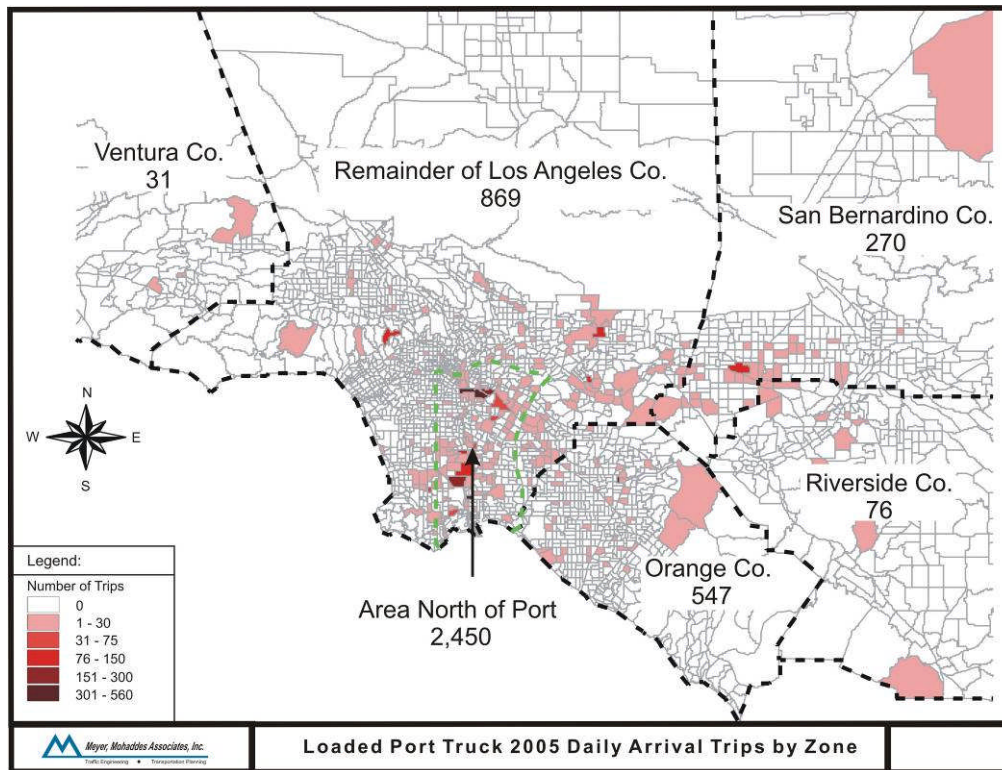 Ventura Co.
31
Remainder of Los Angeles Co.
869
San Bernardino Co.
270
N
W
E
S
Riverside Co.
76
Orange Co.
547
Area North of Port
2,450
Legend:
Number of Trips
0
1 - 30
31 - 75
76 - 150
151 - 300
301 - 560
Meyer, Mohaddes Associates, Inc.
Traffic Engineering ♦ Transportation Planning
Loaded Port Truck 2005 Daily Arrival Trips by Zone